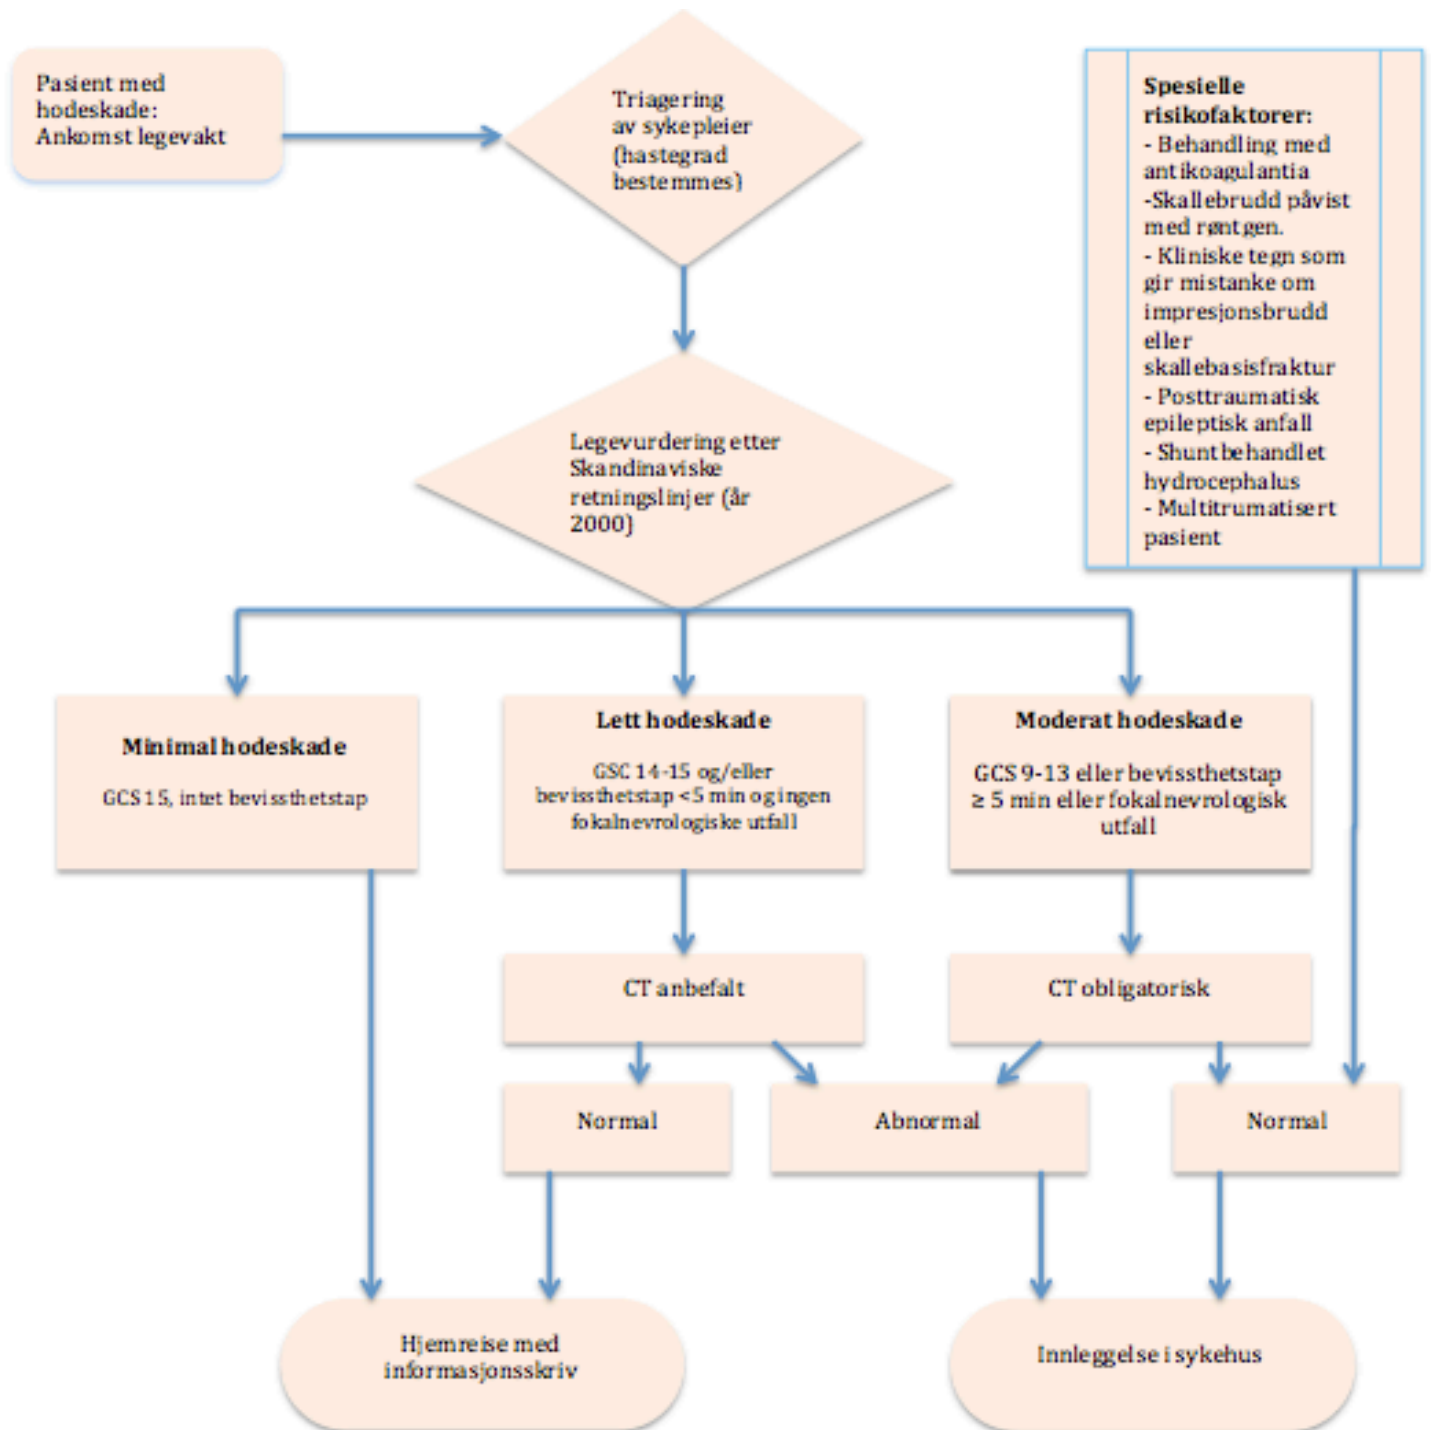 Pasient med
hodeskade:
Ankomst legevakt
Triagering
av sykepleier
(hastegrad
bestemmes)
Spesielle
risikofaktorer:
- Behandling med
antikoagulantia
-Skallebrudd påvist
med røntgen.
- Kliniske tegn som
gir mistanke om
impresjonsbrudd
eller
skallebasisfraktur
- Posttraumatisk
epileptisk anfall
- Shuntbehandlet
hydrocephalus
- Multitrumatisert
pasient
Legevurdering etter
Skandinaviske
retningslinjer (år
2000)
Minimal hodeskade
GCS 15, intet bevissthetstap
Lett hodeskade
GSC 14-15 og/eller
bevissthetstap <5 min og ingen
fokalnevrologiske utfall
Moderat hodeskade
GCS 9-13 eller bevissthetstap
≥ 5 min eller fokalnevrologisk
utfall
CT anbefalt
CT obligatorisk
Normal
Abnormal
Normal
Hjemreise med
informasjonsskriv
Innleggelse i sykehus